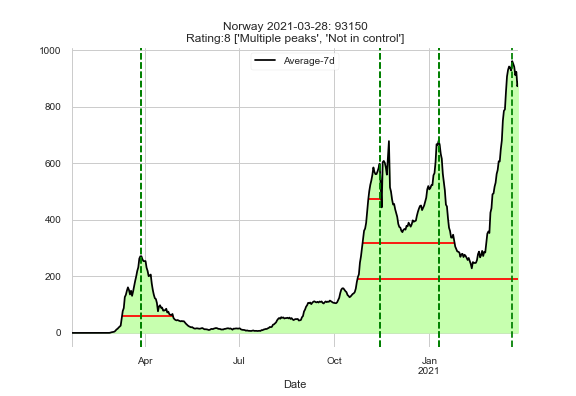 Norway 2021-03-28: 93150
Rating:8 ['Multiple peaks', 'Not in control']
Average-7d
1000
800
600
400
200
0
Apr
Jul
Oct
Jan
2021
Date